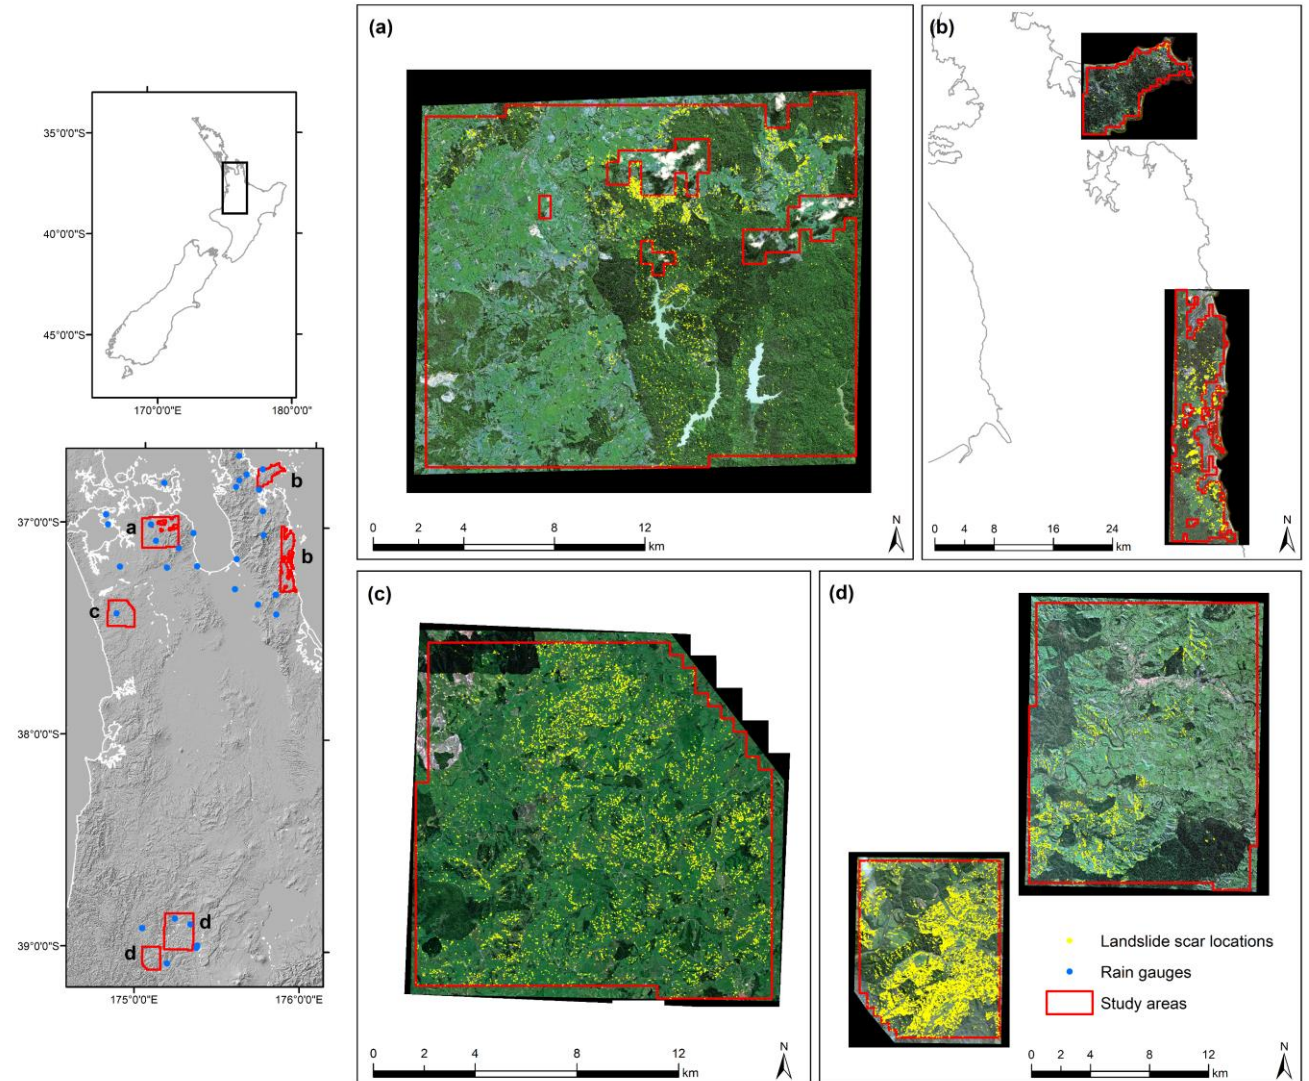 35°0'0"S
40°0'0"S
45°0'0"S
170°0'0"E
180°0'0"
b
a
b
c
d
d
37°0'0"S
38°0'0"S
39°0'0"S
175°0'0"E
176°0'0"E
(a)
N
0 2 4 8 12
km
(b)
N
0 4 8 16 24
km
(c)
N
0 2 4 8 12
km
(d)
Landslide scar locations
Rain gauges
Study areas
N
0 2 4 8 12
km